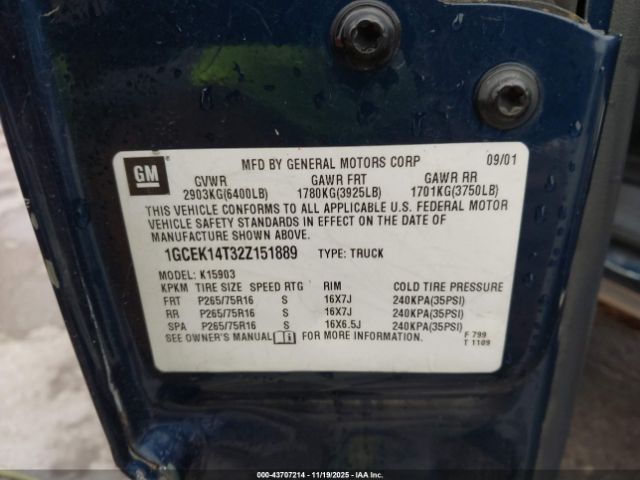 GM
MFD BY GENERAL MOTORS CORP 09/01
GVWR GAWR FRT GAWR RR
2903KG(6400LB) 1780KG(3925LB) 1701KG(3750LB)
THIS VEHICLE CONFORMS TO ALL APPLICABLE U.S. FEDERAL MOTOR
VEHICLE SAFETY STANDARDS IN EFFECT ON THE DATE OF
MANUFACTURE SHOWN ABOVE.
1GCEK14T32Z151889 TYPE: TRUCK
MODEL: K15903
KPKM TIRE SIZE SPEED RTG RIM COLD TIRE PRESSURE
FRT P265/75R16 S 16X7J 240KPA(35PSI)
RR P265/75R16 S 16X7J 240KPA(35PSI)
SPA P265/75R16 S 16X6.5J 240KPA(35PSI)
SEE OWNER'S MANUAL FOR MORE INFORMATION. F 799
T 1109
000-43707214 - 11/19/2025 - IAAI, Inc.